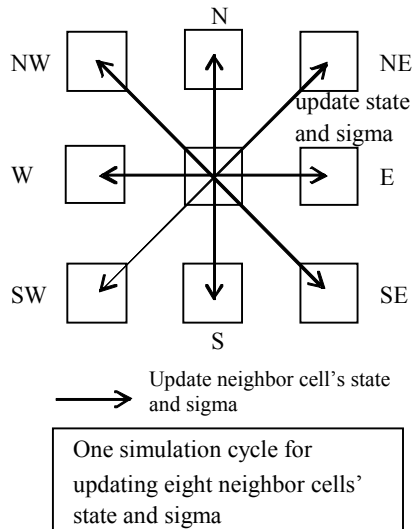 N
NW
NE
update state
and sigma
W
E
SW
SE
S
Update neighbor cell's state
and sigma
One simulation cycle for
updating eight neighbor cells'
state and sigma